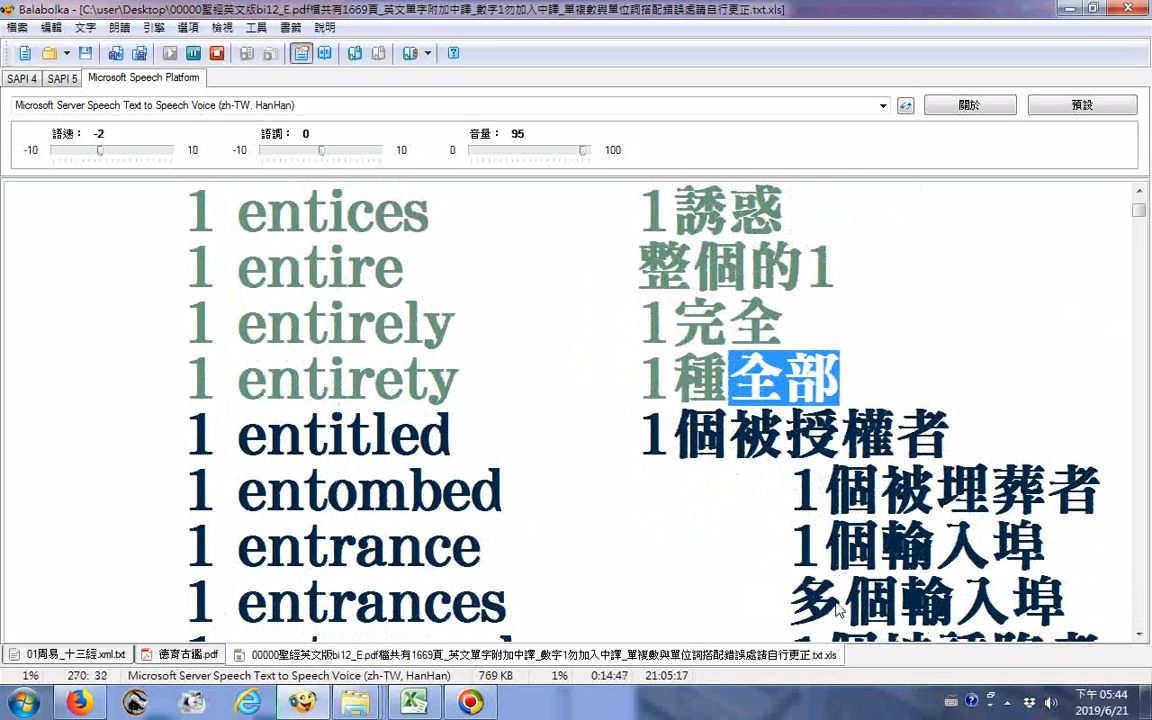 Balabolka - [C:\user\Desktop\00000聖經英文版bi12_E.pdf檔共有1669頁_英文單字附加中譯_數字1勿加入中譯_單複數與單位詞搭配錯誤處請自行更正.txt.xls]
檔案 編輯 文字 朗讀 引擎 選項 檢視 工具 書籤 說明
SAPI 4 SAPI 5 Microsoft Speech Platform
Microsoft Server Speech Text to Speech Voice (zh-TW, HanHan) 關於 預設
語速： -2 語調： 0 音量： 95
-10 10 -10 10 0 100
1 entices 1誘惑
1 entire 整個的1
1 entirely 1完全
1 entirety 1種全部
1 entitled 1個被授權者
1 entombed 1個被埋葬者
1 entrance 1個輸入埠
1 entrances 多個輸入埠
01周易_十三經.xml.txt 德育古鑑.pdf 00000聖經英文版bi12_E.pdf檔共有1669頁_英文單字附加中譯_數字1勿加入中譯_單複數與單位詞搭配錯誤處請自行更正.txt.xls
1% 270: 32 Microsoft Server Speech Text to Speech Voice (zh-TW, HanHan) 769 KB 1% 0:14:47 21:05:17
下午 05:44
2019/6/21